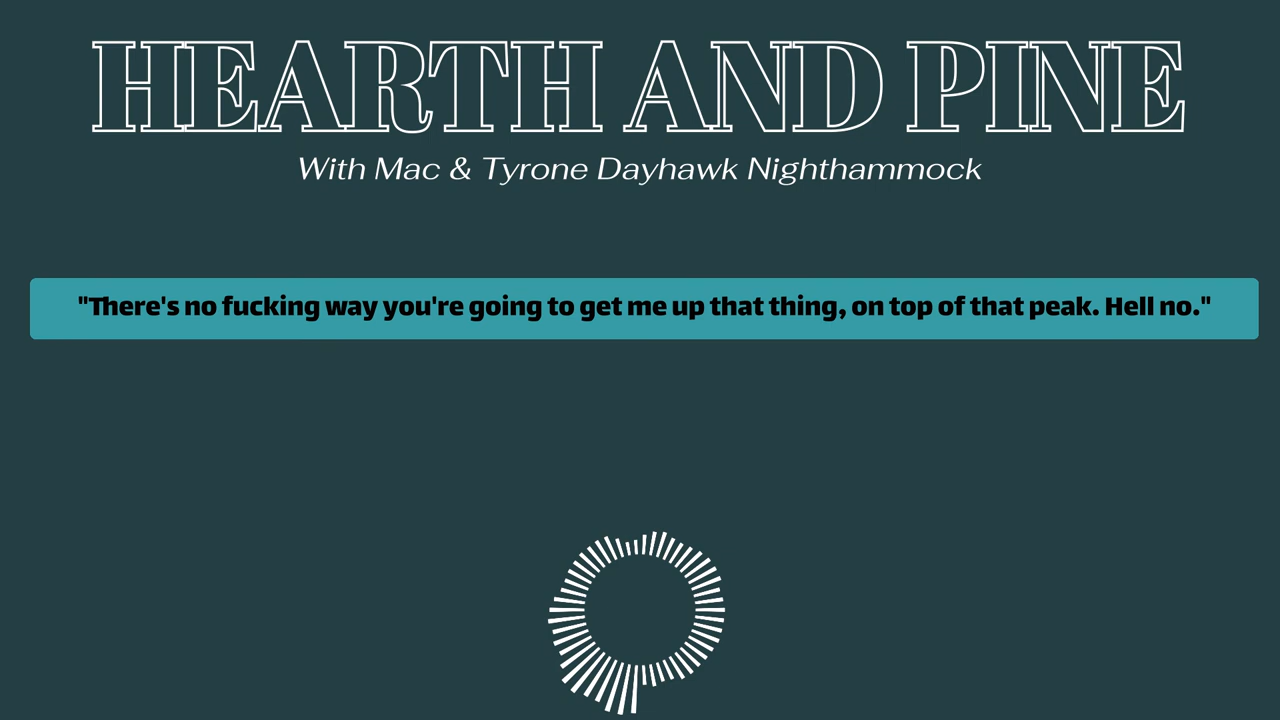 HEARTH AND PINE
With Mac & Tyrone Dayhawk Nighthammock
"There's no fucking way you're going to get me up that thing, on top of that peak. Hell no."